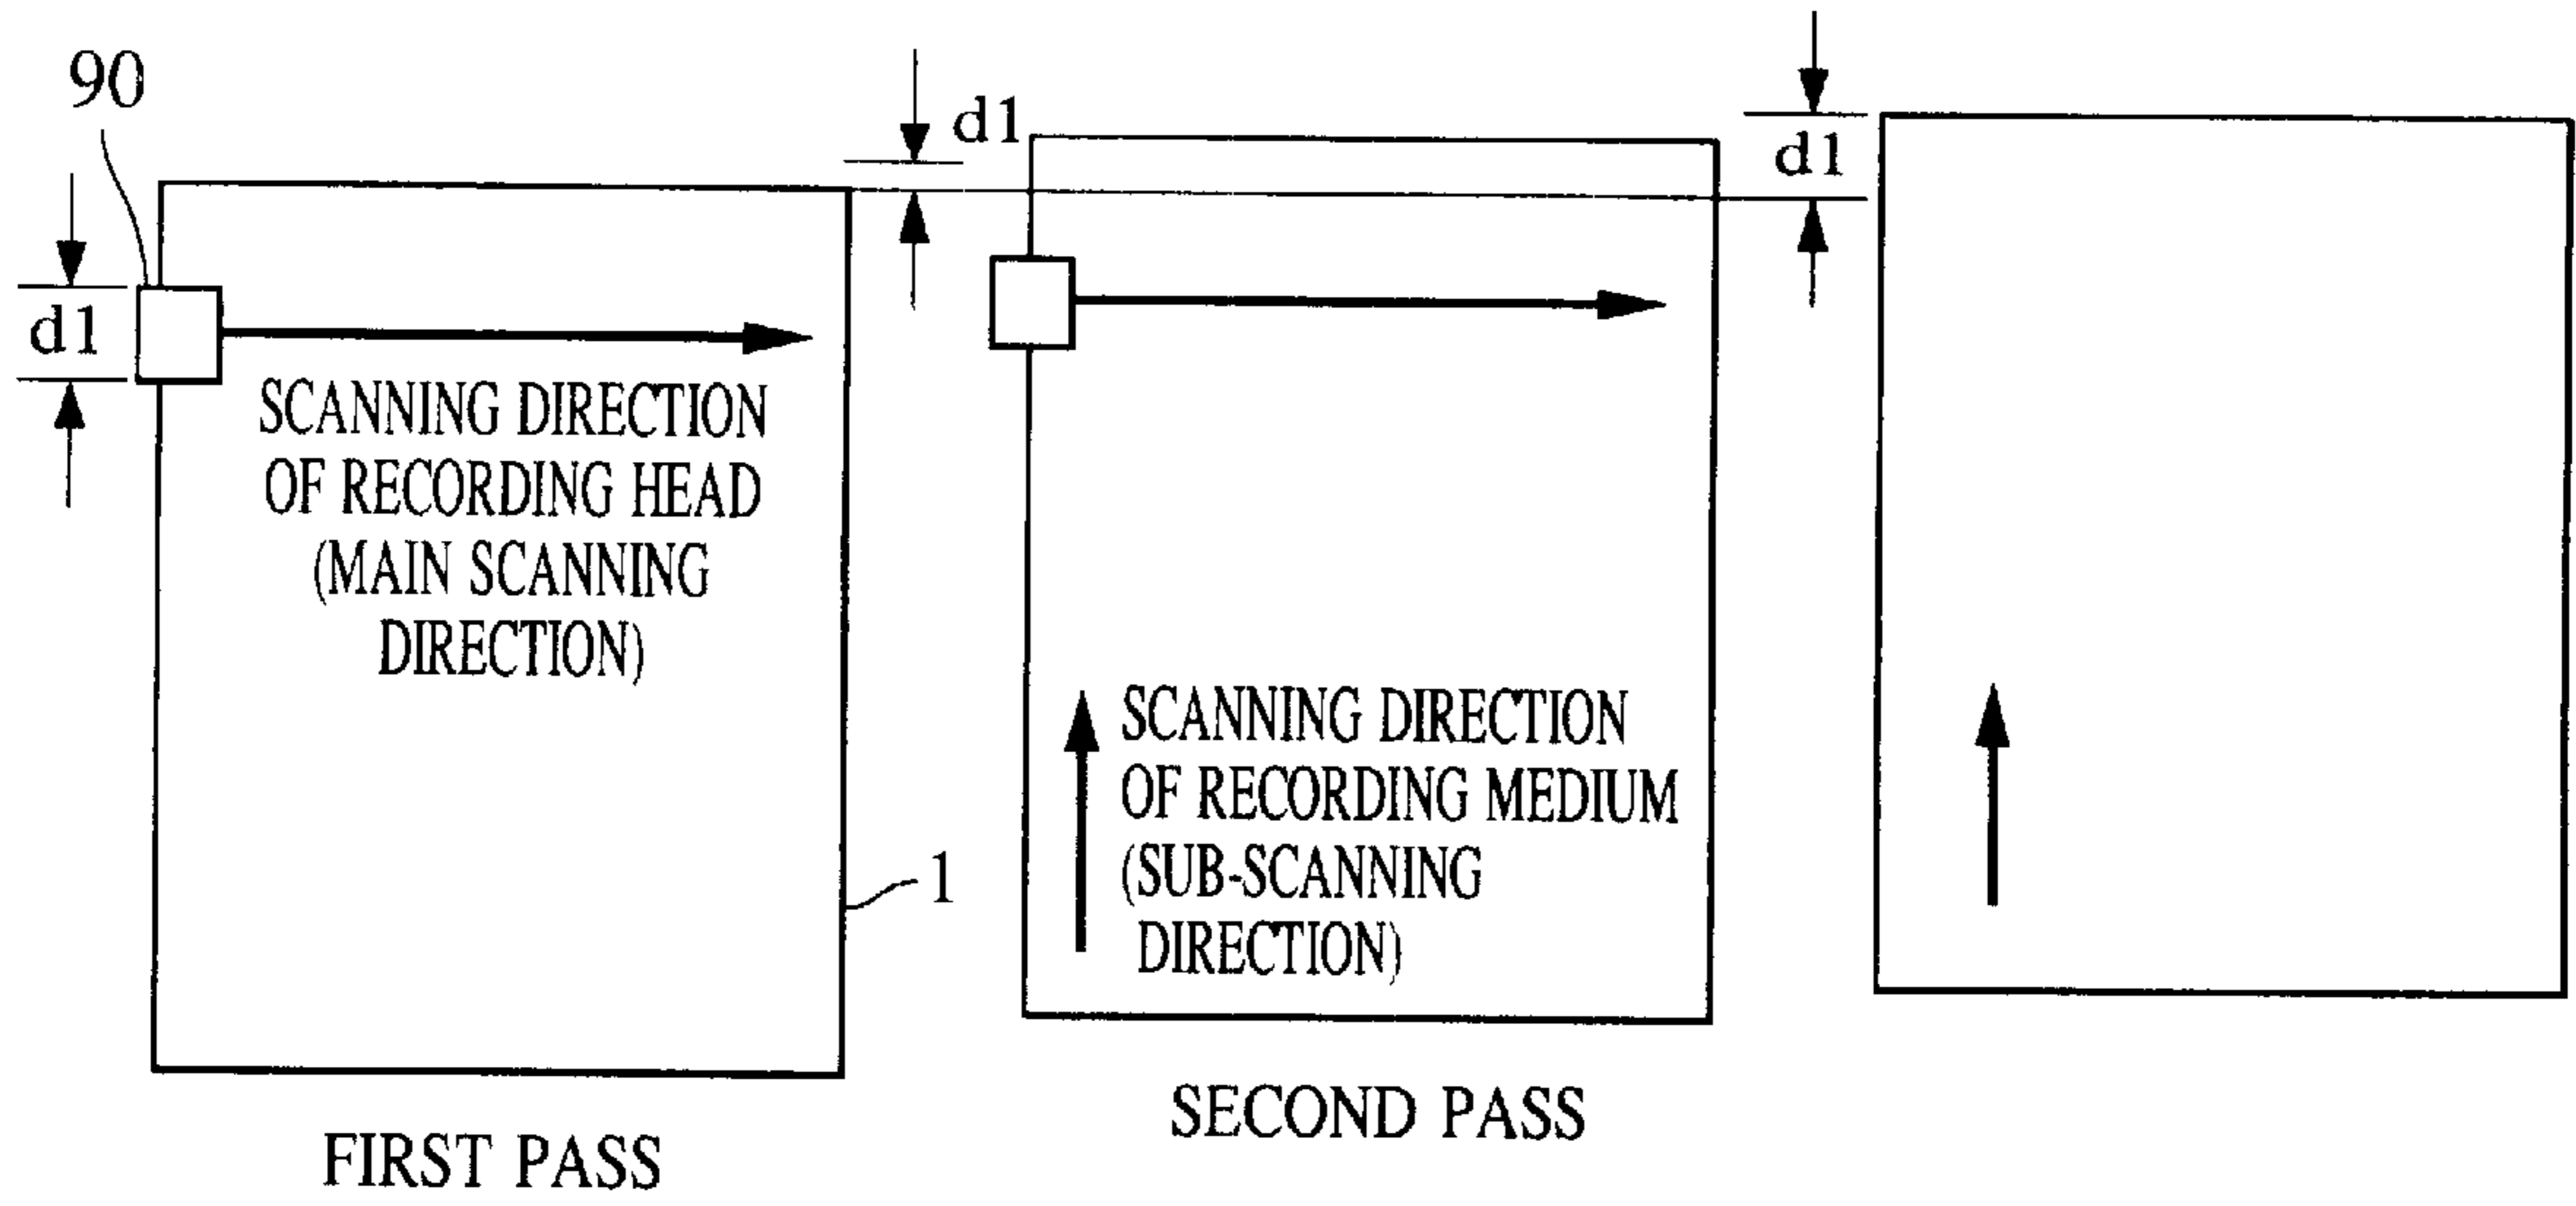 90
d1
d1
d1
SCANNING DIRECTION
OF RECORDING HEAD
(MAIN SCANNING
DIRECTION)
1
FIRST PASS
SCANNING DIRECTION
OF RECORDING MEDIUM
(SUB-SCANNING
DIRECTION)
SECOND PASS